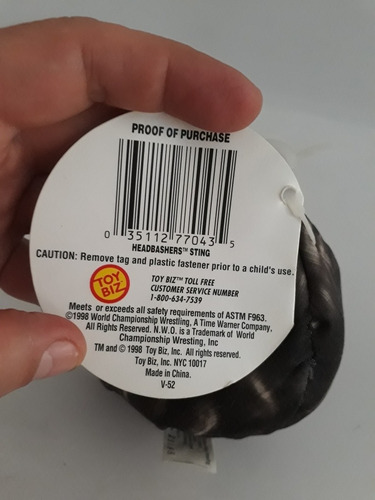 PROOF OF PURCHASE
0 35112 77043 5
HEADBASHERS™ STING
CAUTION: Remove tag and plastic fastener prior to a child's use.
TOY BIZ
TOY BIZ™ TOLL FREE
CUSTOMER SERVICE NUMBER
1-800-634-7539
Meets or exceeds all safety requirements of ASTM F963.
©1998 World Championship Wrestling, A Time Warner Company.
All Rights Reserved. N.W.O. is a Trademark of World
Championship Wrestling, Inc.
TM and © 1998 Toy Biz, Inc. All rights reserved.
Toy Biz, Inc. NYC 10017
Made in China.
V-52